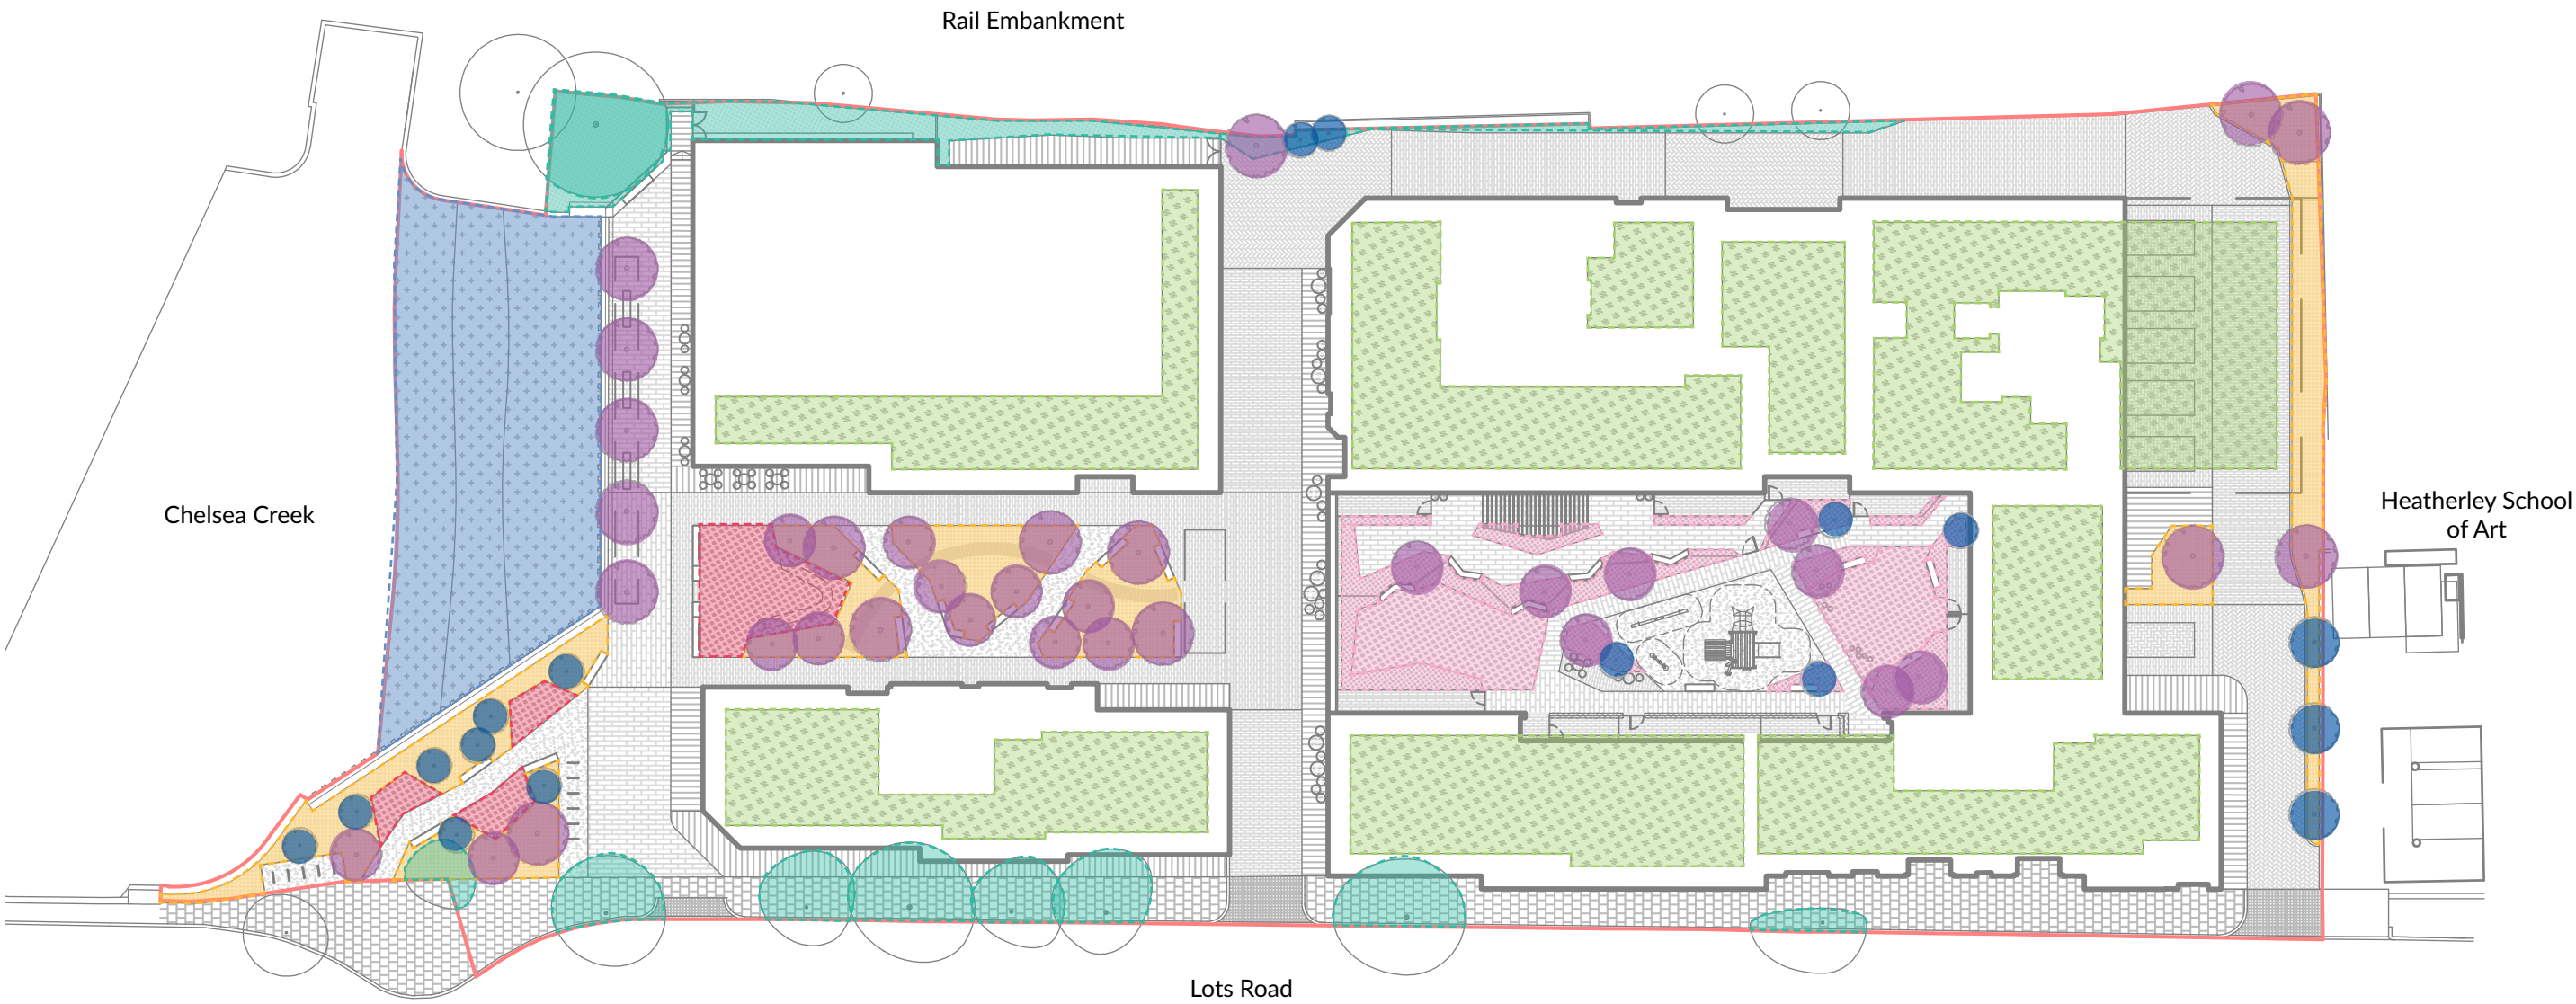 Rail Embankment
Chelsea Creek
Heatherley School
of Art
Lots Road